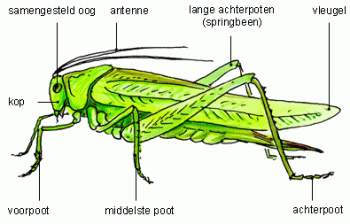 samengesteld oog
antenne
lange achterpoten
(springbeen)
vleugel
kop
voorpoot
middelste poot
achterpoot